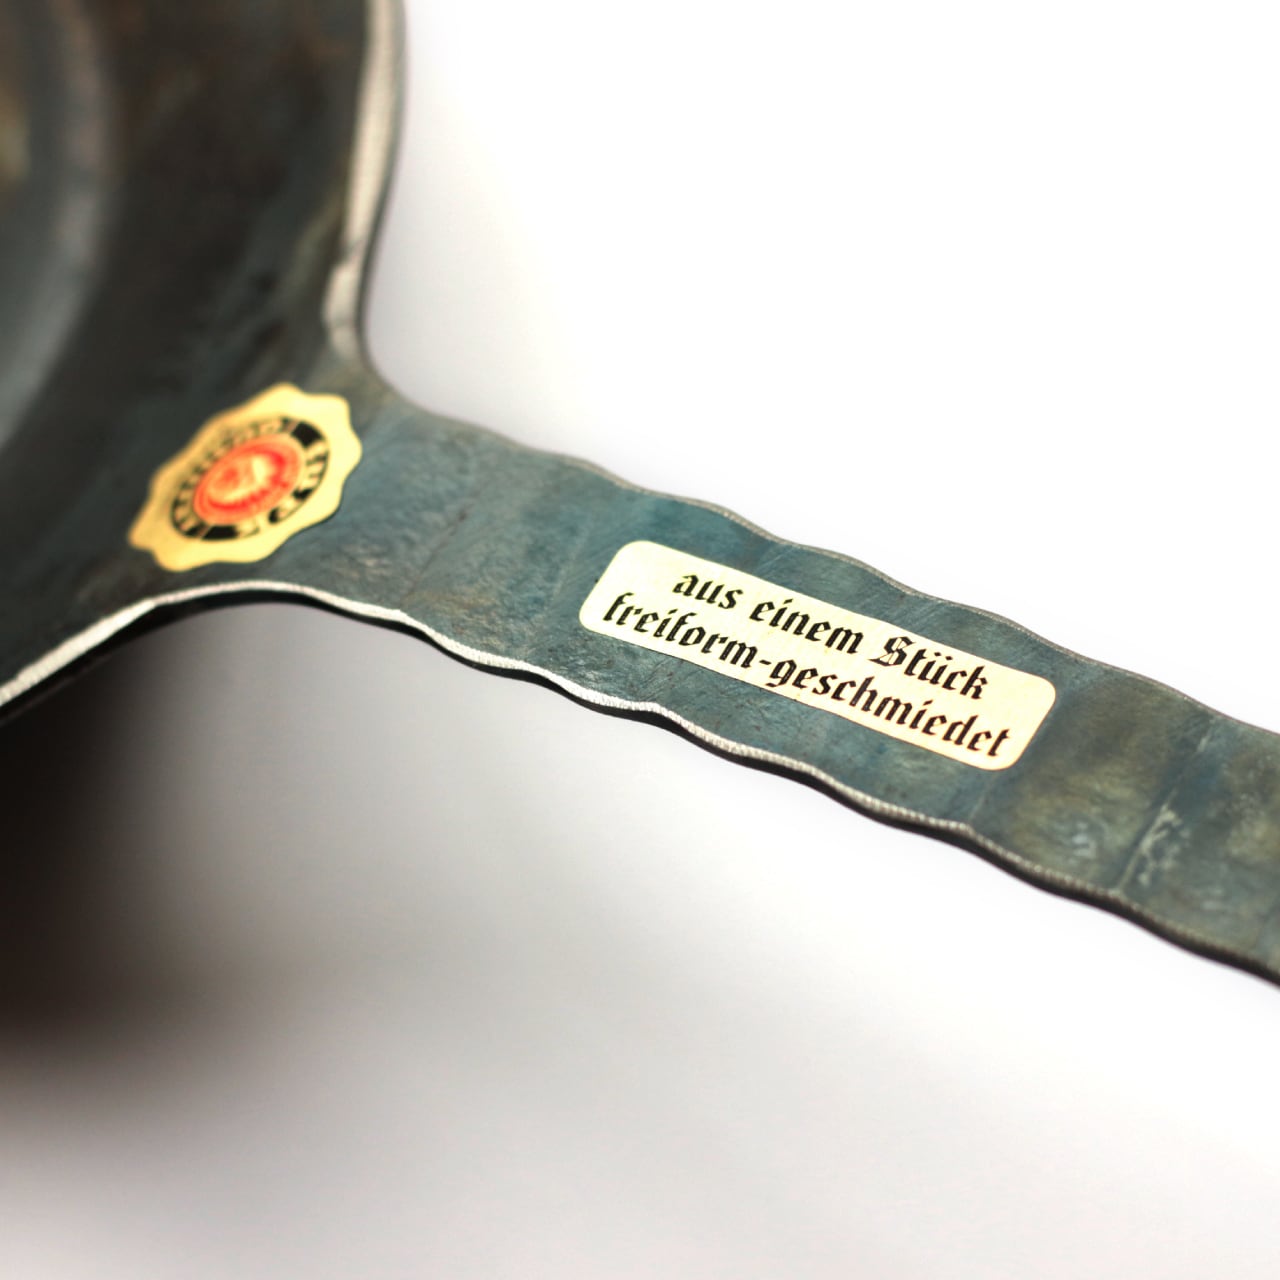 aus einem Stück
freiform-geschmiedet